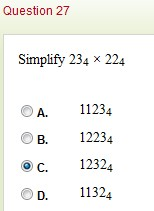 Question 27
Simplify 23₄ × 22₄
A. 1123₄
B. 1223₄
C. 1232₄
D. 1132₄